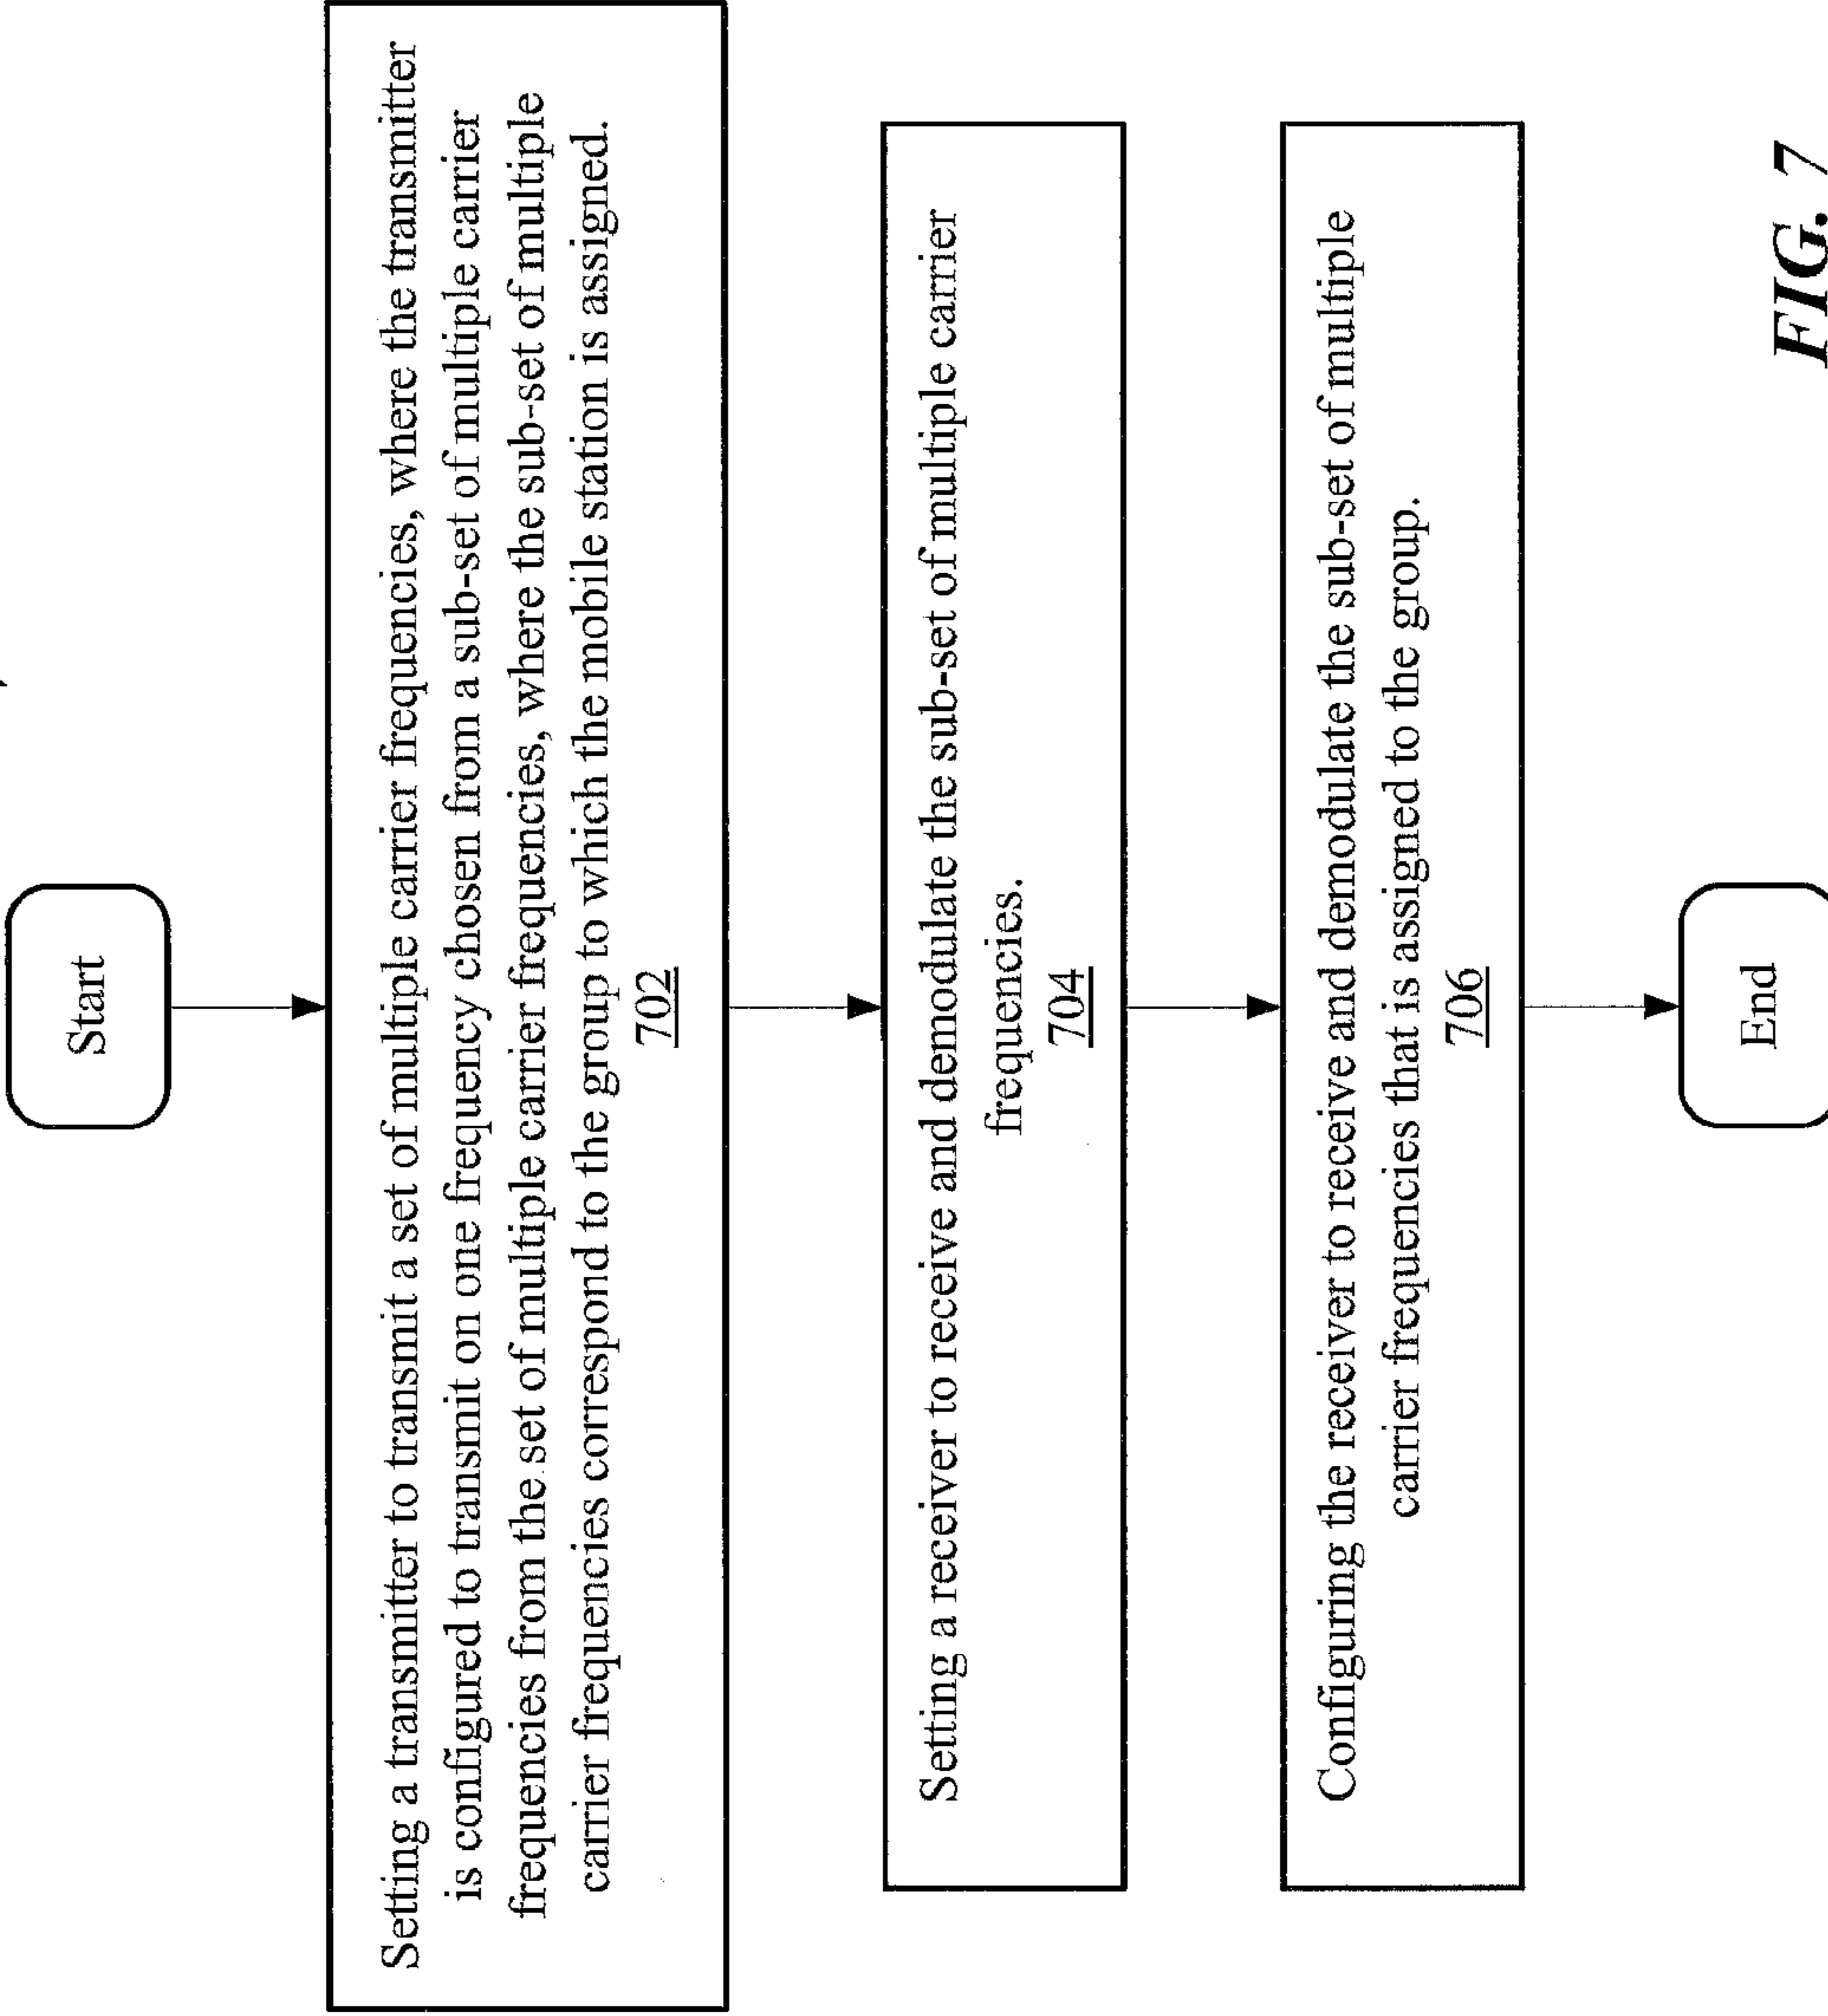 Start
Setting a transmitter to transmit a set of multiple carrier frequencies, where the transmitter
is configured to transmit on one frequency chosen from a sub-set of multiple carrier
frequencies from the set of multiple carrier frequencies, where the sub-set of multiple
carrier frequencies correspond to the group to which the mobile station is assigned.
702
Setting a receiver to receive and demodulate the sub-set of multiple carrier
frequencies.
704
Configuring the receiver to receive and demodulate the sub-set of multiple
carrier frequencies that is assigned to the group.
706
End
FIG. 7